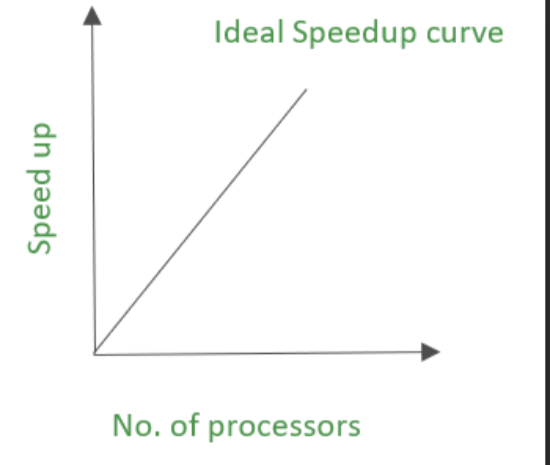 Ideal Speedup curve
Speed up
No. of processors